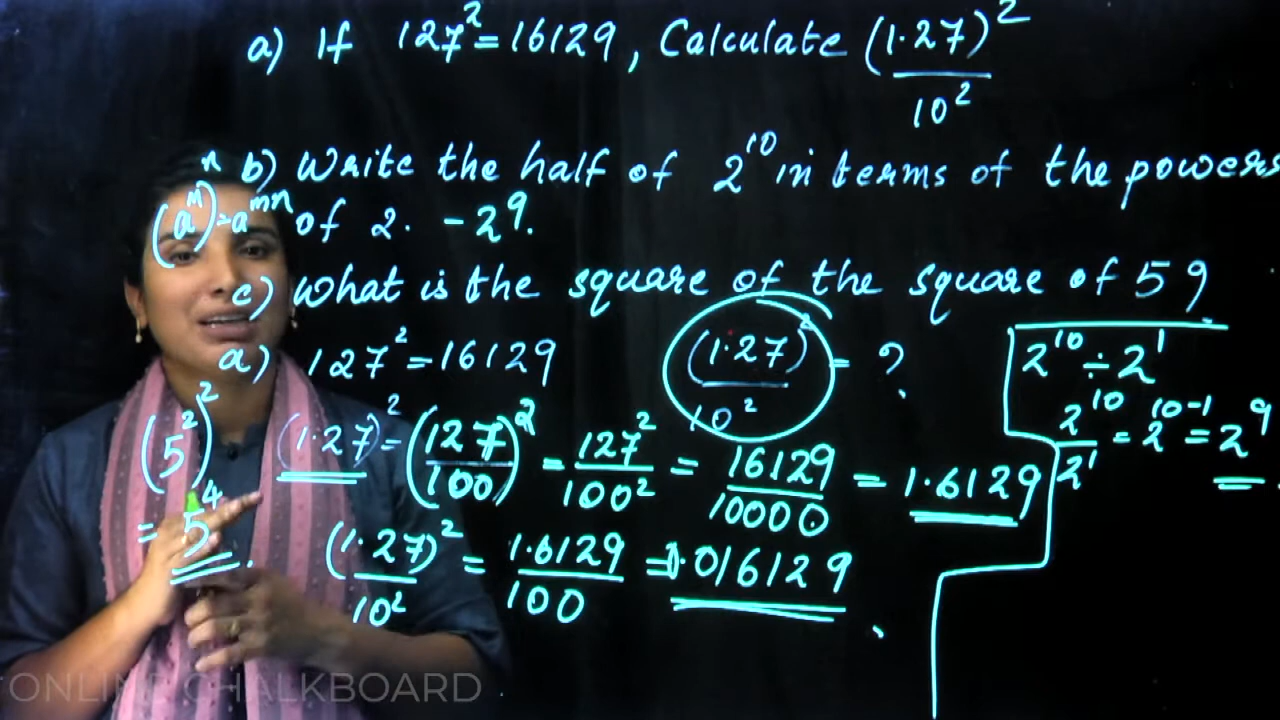 a) If 127² = 16129, Calculate (1.27)²/10²
b) Write the half of 2¹⁰ in terms of the powers
of 2. - 2⁹.
(aᵐ)ⁿ = aᵐⁿ
c) What is the square of the square of 5?
a) 127² = 16129
(1.27)²/10² = ?
2¹⁰ ÷ 2¹
2¹⁰/2¹ = 2¹⁰⁻¹ = 2⁹
(5²)²
= 5⁴.
(1.27)² = (127/100)² = 127²/100² = 16129/10000 = 1.6129
(1.27)²/10² = 1.6129/100 = 0.016129
ONLINE CHALKBOARD